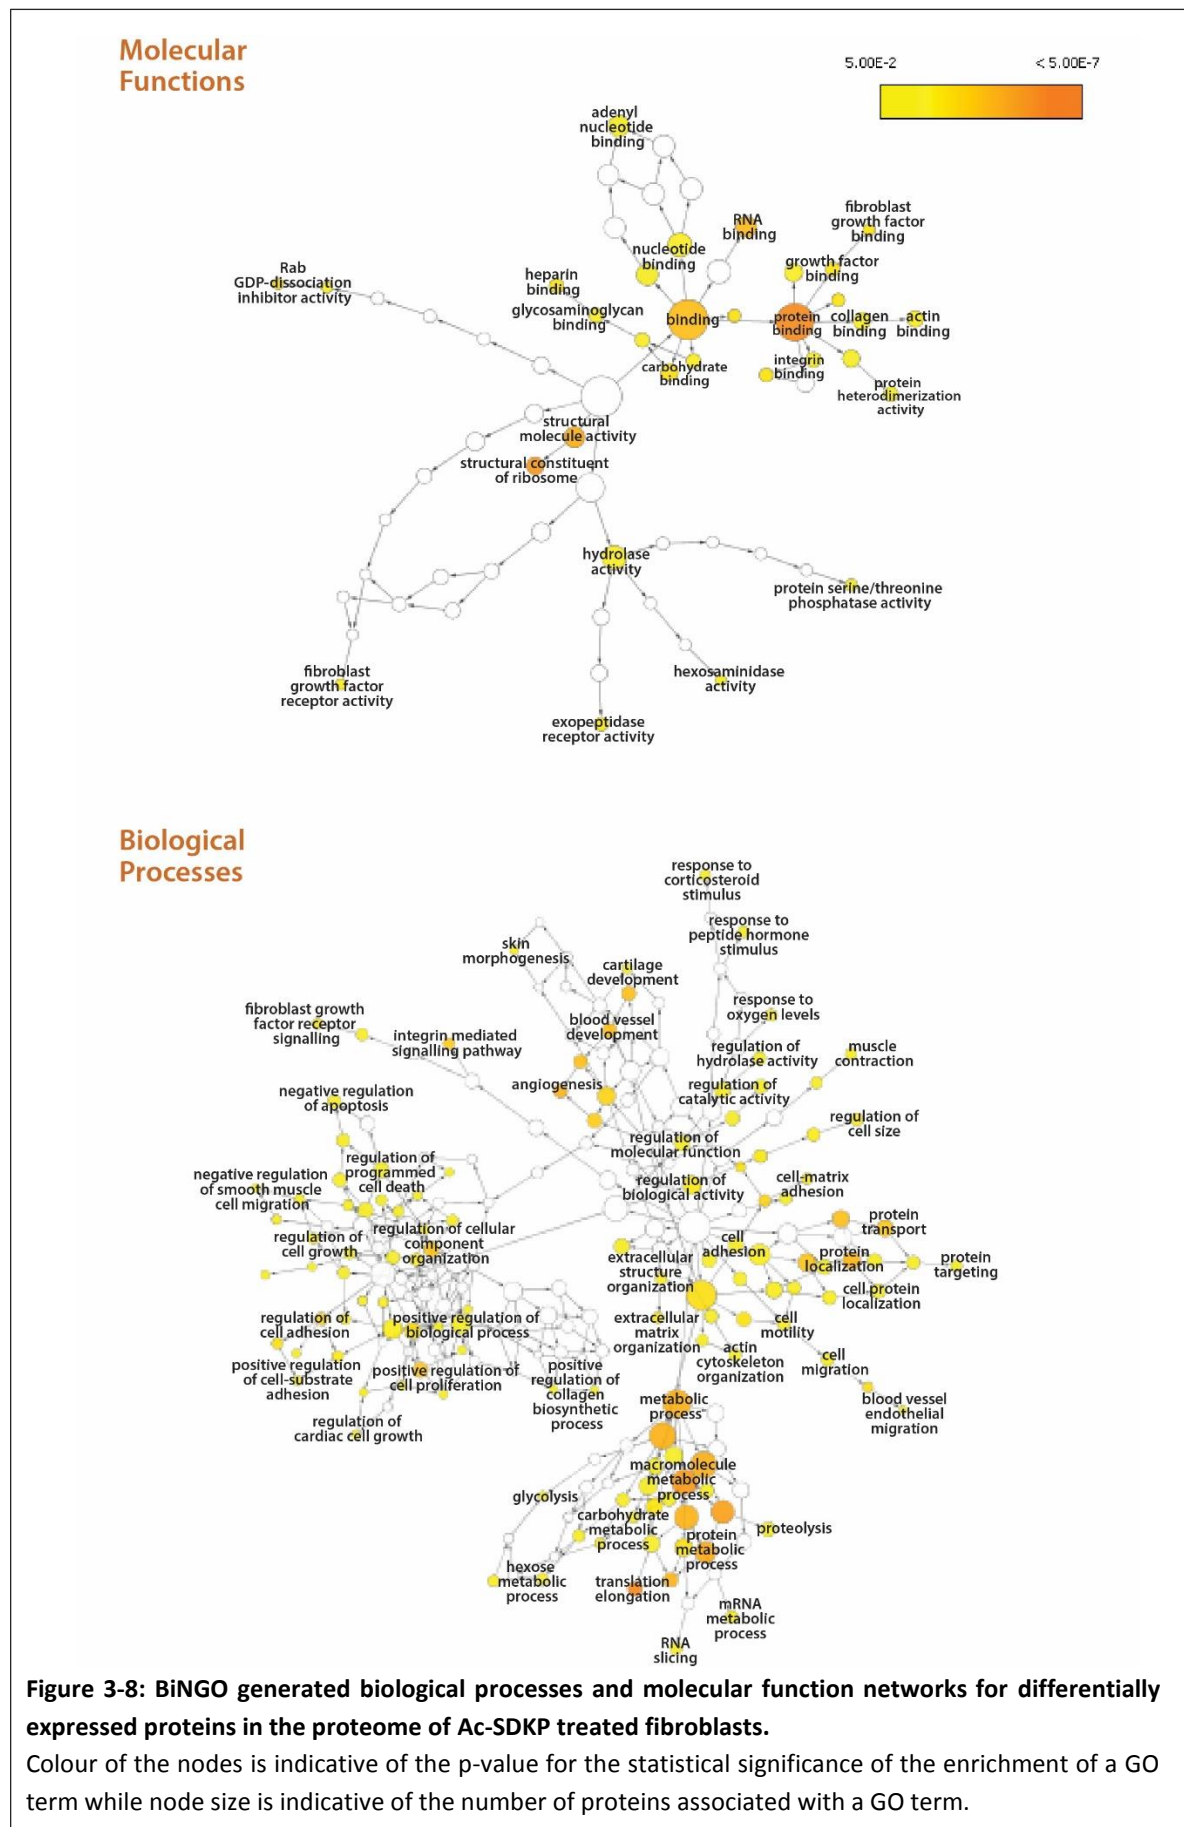 Molecular
Functions
5.00E-2
< 5.00E-7
adenyl
nucleotide
binding
RNA
binding
fibroblast
growth factor
binding
nucleotide
binding
growth factor
binding
Rab
GDP-dissociation
inhibitor activity
heparin
binding
glycosaminoglycan
binding
binding
protein
binding
collagen
binding
actin
binding
carbohydrate
binding
integrin
binding
protein
heterodimerization
activity
structural
molecule activity
structural constituent
of ribosome
hydrolase
activity
protein serine/threonine
phosphatase activity
fibroblast
growth factor
receptor activity
hexosaminidase
activity
exopeptidase
receptor activity
Biological
Processes
response to
corticosteroid
stimulus
response to
peptide hormone
stimulus
skin
morphogenesis
cartilage
development
response to
oxygen levels
fibroblast growth
factor receptor
signalling
integrin mediated
signalling pathway
blood vessel
development
regulation of
hydrolase activity
muscle
contraction
angiogenesis
regulation of
catalytic activity
negative regulation
of apoptosis
regulation of
cell size
regulation of
molecular function
regulation of
programmed
cell death
negative regulation
of smooth muscle
cell migration
regulation of
biological activity
cell-matrix
adhesion
protein
transport
regulation of
cell growth
regulation of cellular
component
organization
cell
adhesion
extracellular
structure
organization
protein
localization
protein
targeting
cell protein
localization
regulation of
cell adhesion
positive regulation of
biological process
extracellular
matrix
organization
cell
motility
actin
cytoskeleton
organization
cell
migration
positive regulation
of cell-substrate
adhesion
positive regulation of
cell proliferation
positive
regulation of
collagen
biosynthetic
process
blood vessel
endothelial
migration
regulation of
cardiac cell growth
metabolic
process
macromolecule
metabolic
process
glycolysis
carbohydrate
metabolic
process
protein
metabolic
process
proteolysis
hexose
metabolic
process
translation
elongation
mRNA
metabolic
process
RNA
slicing
Figure 3-8: BiNGO generated biological processes and molecular function networks for differentially
expressed proteins in the proteome of Ac-SDKP treated fibroblasts.
Colour of the nodes is indicative of the p-value for the statistical significance of the enrichment of a GO
term while node size is indicative of the number of proteins associated with a GO term.